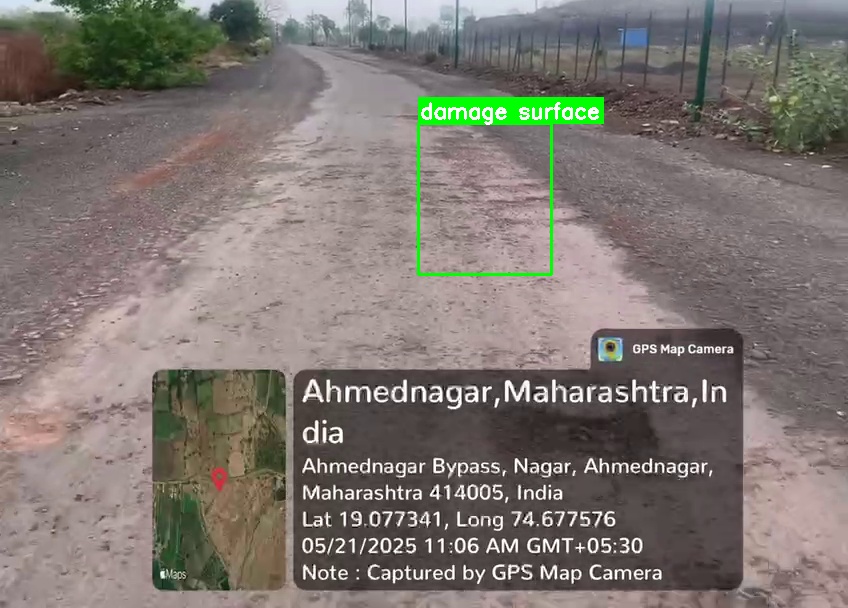 damage surface
GPS Map Camera
Ahmednagar,Maharashtra,In
dia
Ahmednagar Bypass, Nagar, Ahmednagar,
Maharashtra 414005, India
Lat 19.077341, Long 74.677576
05/21/2025 11:06 AM GMT+05:30
Note : Captured by GPS Map Camera
Maps